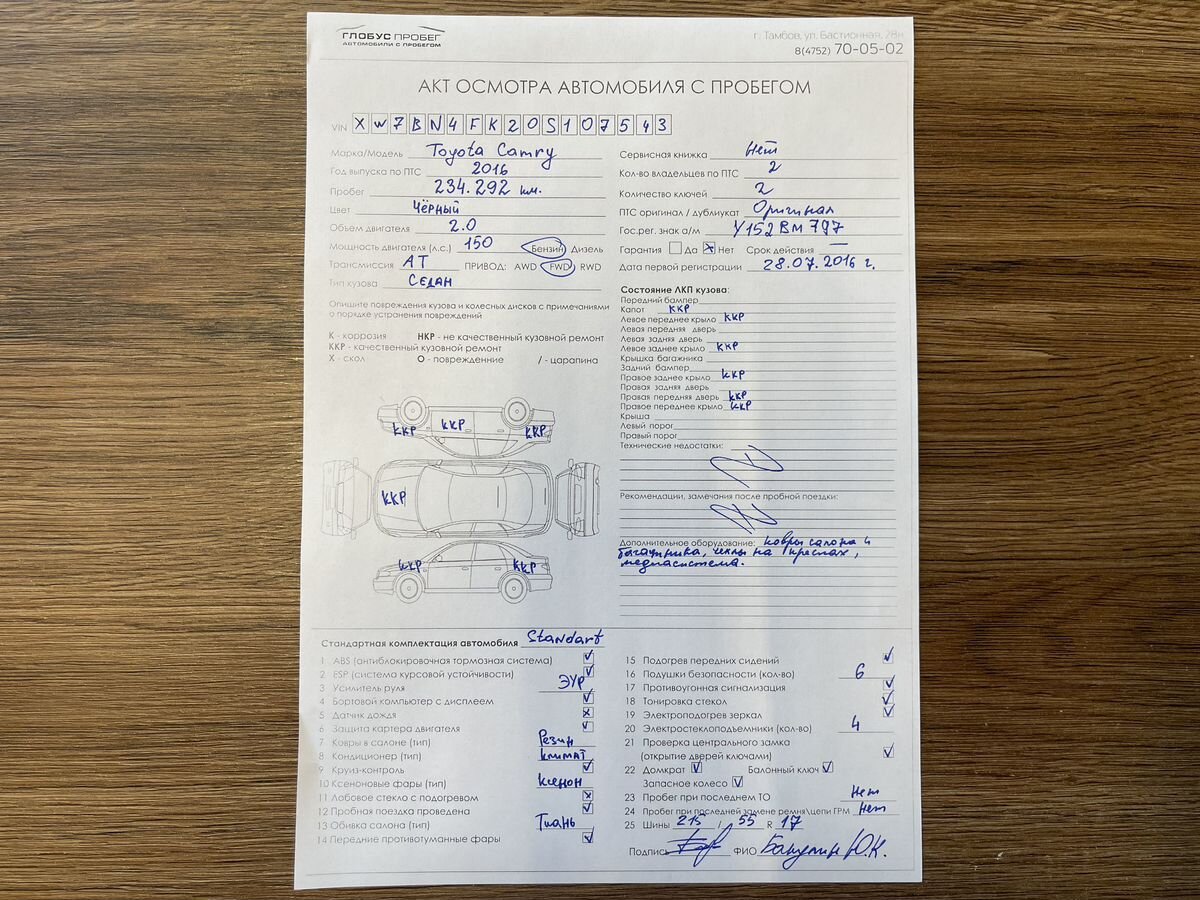 ГЛОБУС ПРОБЕГ
АВТОМОБИЛИ С ПРОБЕГОМ
г. Тамбов, ул. Бастионная, 28н
8(4752) 70-05-02
АКТ ОСМОТРА АВТОМОБИЛЯ С ПРОБЕГОМ
VIN XW7BN4FK20S107543
Марка/Модель Toyota Camry
Год выпуска по ПТС 2016
Пробег 234.292 км.
Цвет Чёрный
Объем двигателя 2.0
Мощность двигателя (л.с.) 150 Бензин Дизель
Трансмиссия АТ ПРИВОД: AWD FWD RWD
Тип кузова Седан
Опишите повреждения кузова и колесных дисков с примечаниями
о порядке устранения повреждений
К - коррозия НКР - не качественный кузовной ремонт
ККР - качественный кузовной ремонт
Х - скол О - повреждение / - царапина
ККР ККР ККР
ККР
ККР ККР
Сервисная книжка Нет
Кол-во владельцев по ПТС 2
Количество ключей 2
ПТС оригинал / дубликат Оригинал
Гос.рег. знак а/м У152ВМ797
Гарантия Да Нет Срок действия —
Дата первой регистрации 28.07.2016 г.
Состояние ЛКП кузова:
Передний бампер
Капот ККР
Левое переднее крыло ККР
Левая передняя дверь
Левая задняя дверь
Левое заднее крыло ККР
Крышка багажника
Задний бампер
Правое заднее крыло ККР
Правая задняя дверь
Правая передняя дверь ККР
Правое переднее крыло ККР
Крыша
Левый порог
Правый порог
Технические недостатки:
Рекомендации, замечания после пробной поездки:
Дополнительное оборудование: ковры салона и
багажника, чехлы на креслах,
медиасистема.
Стандартная комплектация автомобиля Standart
1 ABS (антиблокировочная тормозная система)
2 ESP (система курсовой устойчивости)
3 Усилитель руля ЭУР
4 Бортовой компьютер с дисплеем
5 Датчик дождя
6 Защита картера двигателя
7 Ковры в салоне (тип) Резин
8 Кондиционер (тип) климат
9 Круиз-контроль
10 Ксеноновые фары (тип) Ксенон
11 Лобовое стекло с подогревом
12 Пробная поездка проведена
13 Обивка салона (тип) Ткань
14 Передние противотуманные фары
15 Подогрев передних сидений
16 Подушки безопасности (кол-во) 6
17 Противоугонная сигнализация
18 Тонировка стекол
19 Электроподогрев зеркал
20 Электростеклоподъемники (кол-во) 4
21 Проверка центрального замка
(открытие дверей ключами)
22 Домкрат Балонный ключ
Запасное колесо
23 Пробег при последнем ТО Нет
24 Пробег при последней замене ремня\цепи ГРМ Нет
25 Шины 215 / 55 R 17
Подпись ФИО Ю.К.